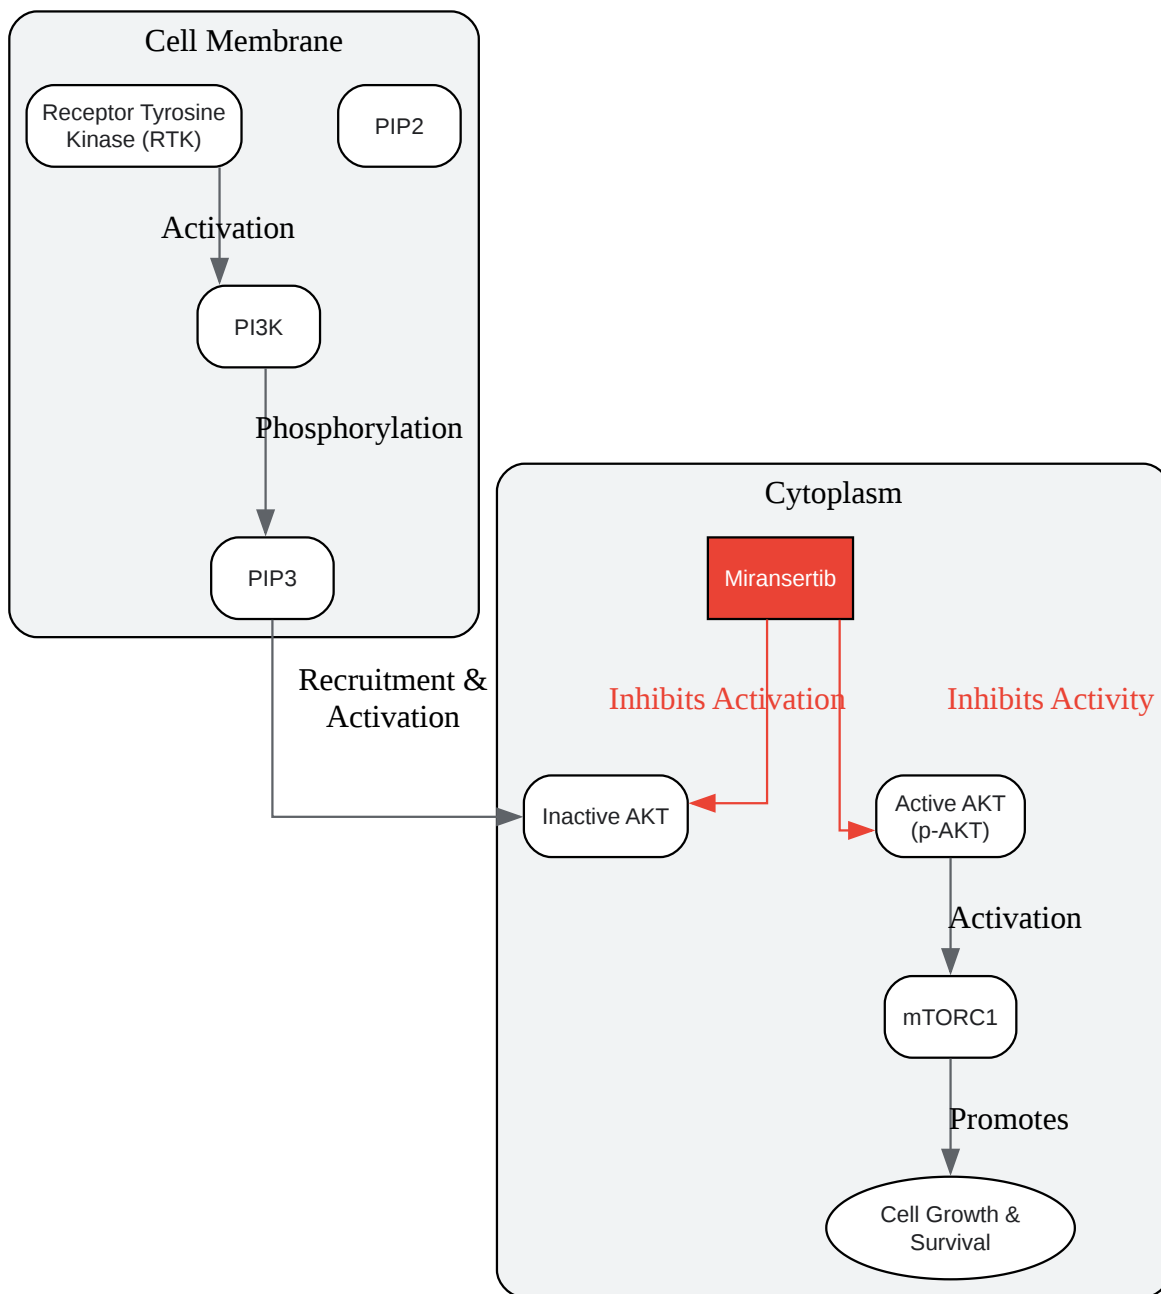 Cell Membrane
Receptor Tyrosine
Kinase (RTK)
PIP2
Activation
PI3K
Phosphorylation
PIP3
Cytoplasm
Miransertib
Recruitment &
Activation
Inhibits Activation
Inhibits Activity
Inactive AKT
Active AKT
(p-AKT)
Activation
mTORC1
Promotes
Cell Growth &
Survival